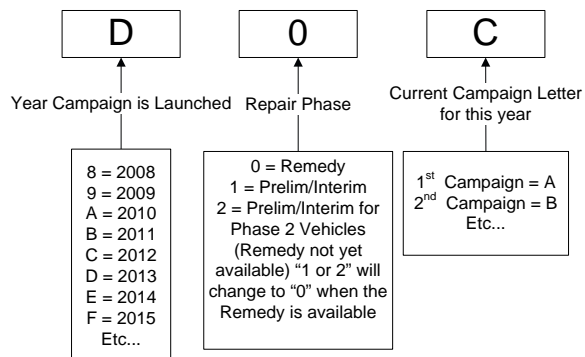 D
0
C
Year Campaign is Launched
Repair Phase
Current Campaign Letter
for this year
8 = 2008
9 = 2009
A = 2010
B = 2011
C = 2012
D = 2013
E = 2014
F = 2015
Etc...
0 = Remedy
1 = Prelim/Interim
2 = Prelim/Interim for
Phase 2 Vehicles
(Remedy not yet
available) “1 or 2” will
change to “0” when the
Remedy is available
1st Campaign = A
2nd Campaign = B
Etc...